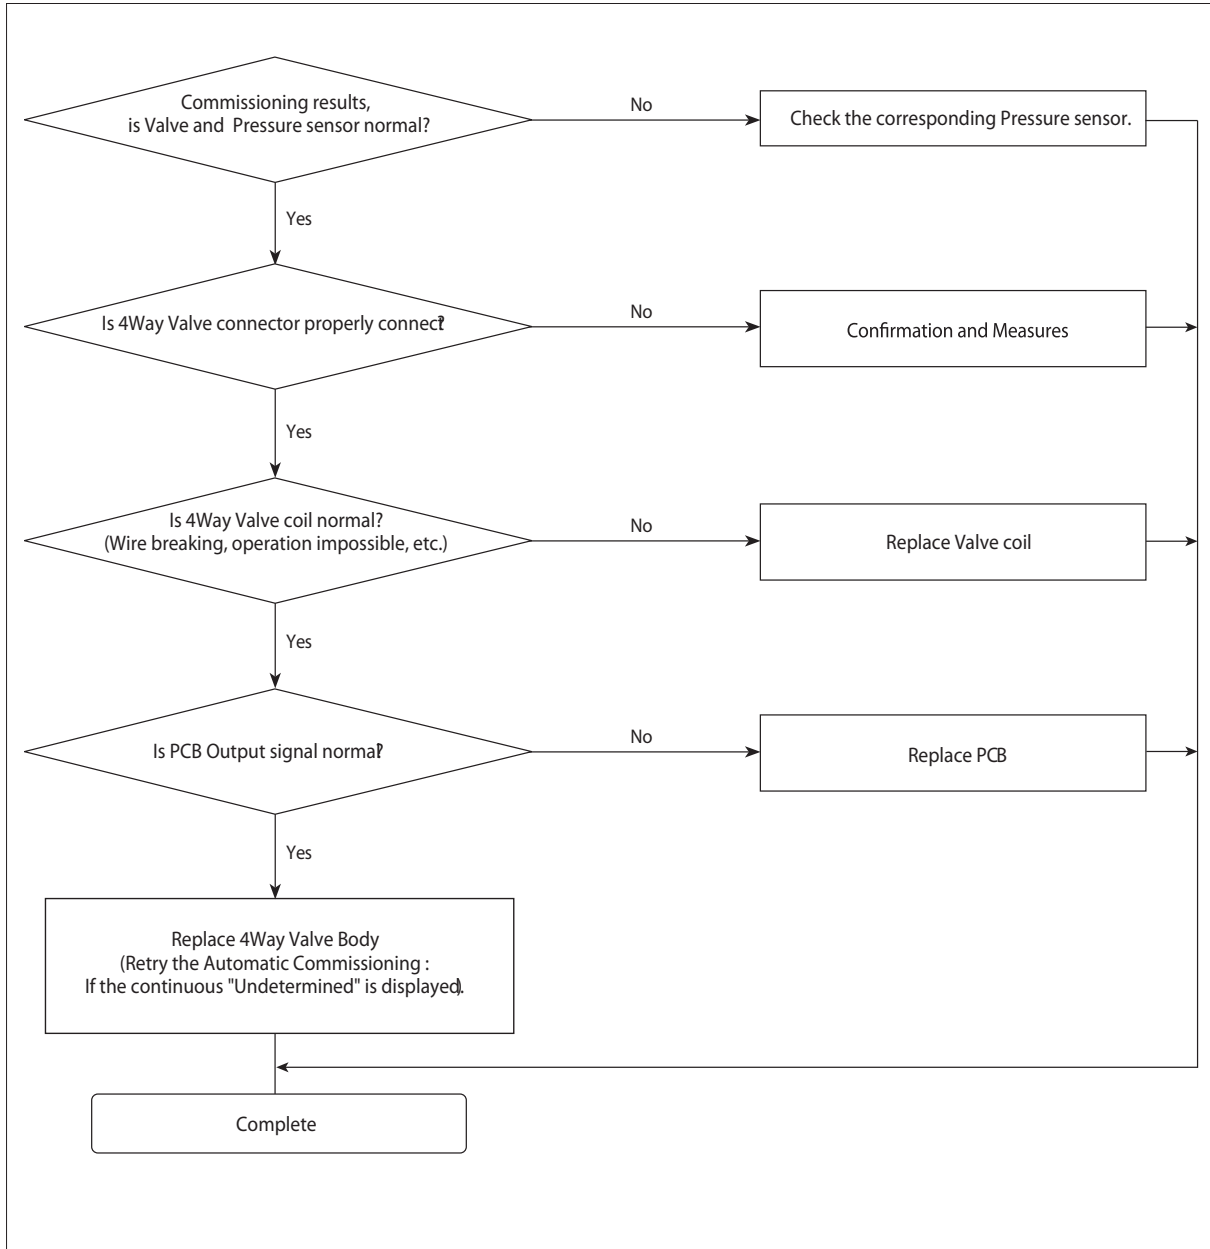 Commissioning results,
is Valve and Pressure sensor normal?
No
Check the corresponding Pressure sensor.
Yes
Is 4Way Valve connector properly connect?
No
Confirmation and Measures
Yes
Is 4Way Valve coil normal?
(Wire breaking, operation impossible, etc.)
No
Replace Valve coil
Yes
Is PCB Output signal normal?
No
Replace PCB
Yes
Replace 4Way Valve Body
(Retry the Automatic Commissioning :
If the continuous "Undetermined" is displayed).
Complete